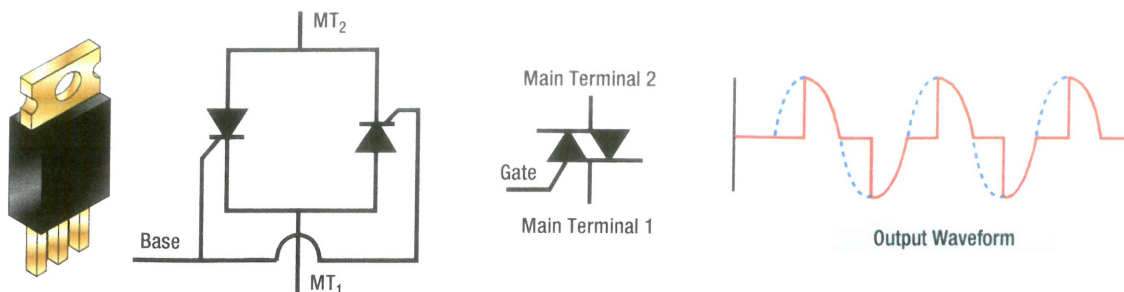 MT₂
Base
MT₁
Main Terminal 2
Gate
Main Terminal 1
Output Waveform